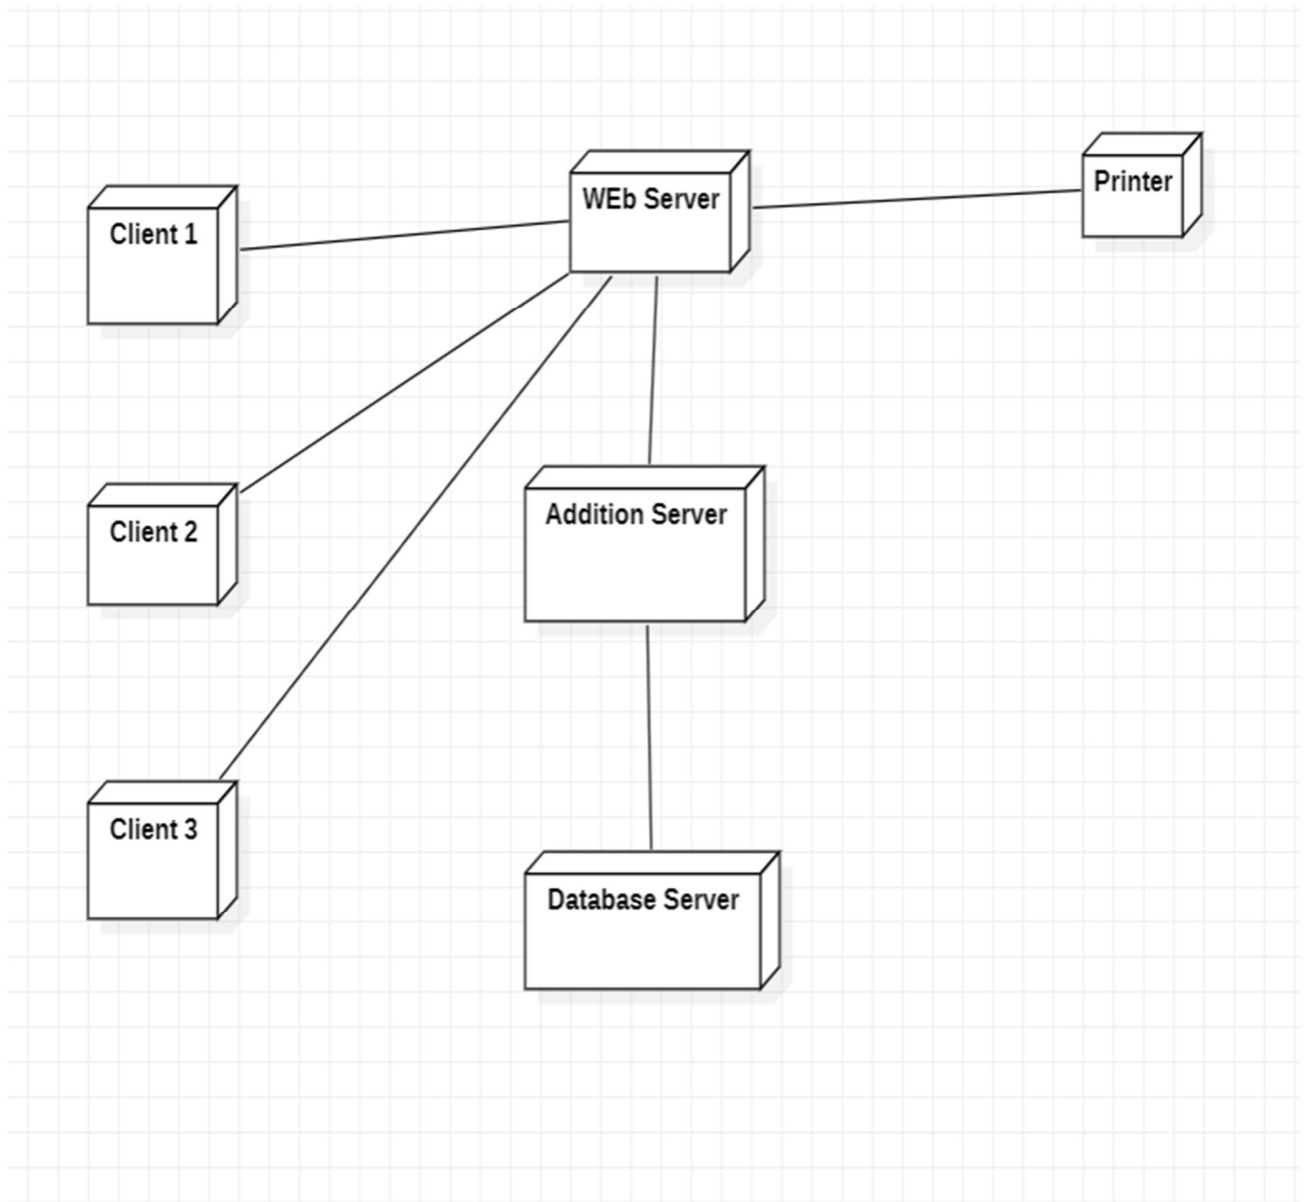 WEb Server
Printer
Client 1
Client 2
Addition Server
Client 3
Database Server